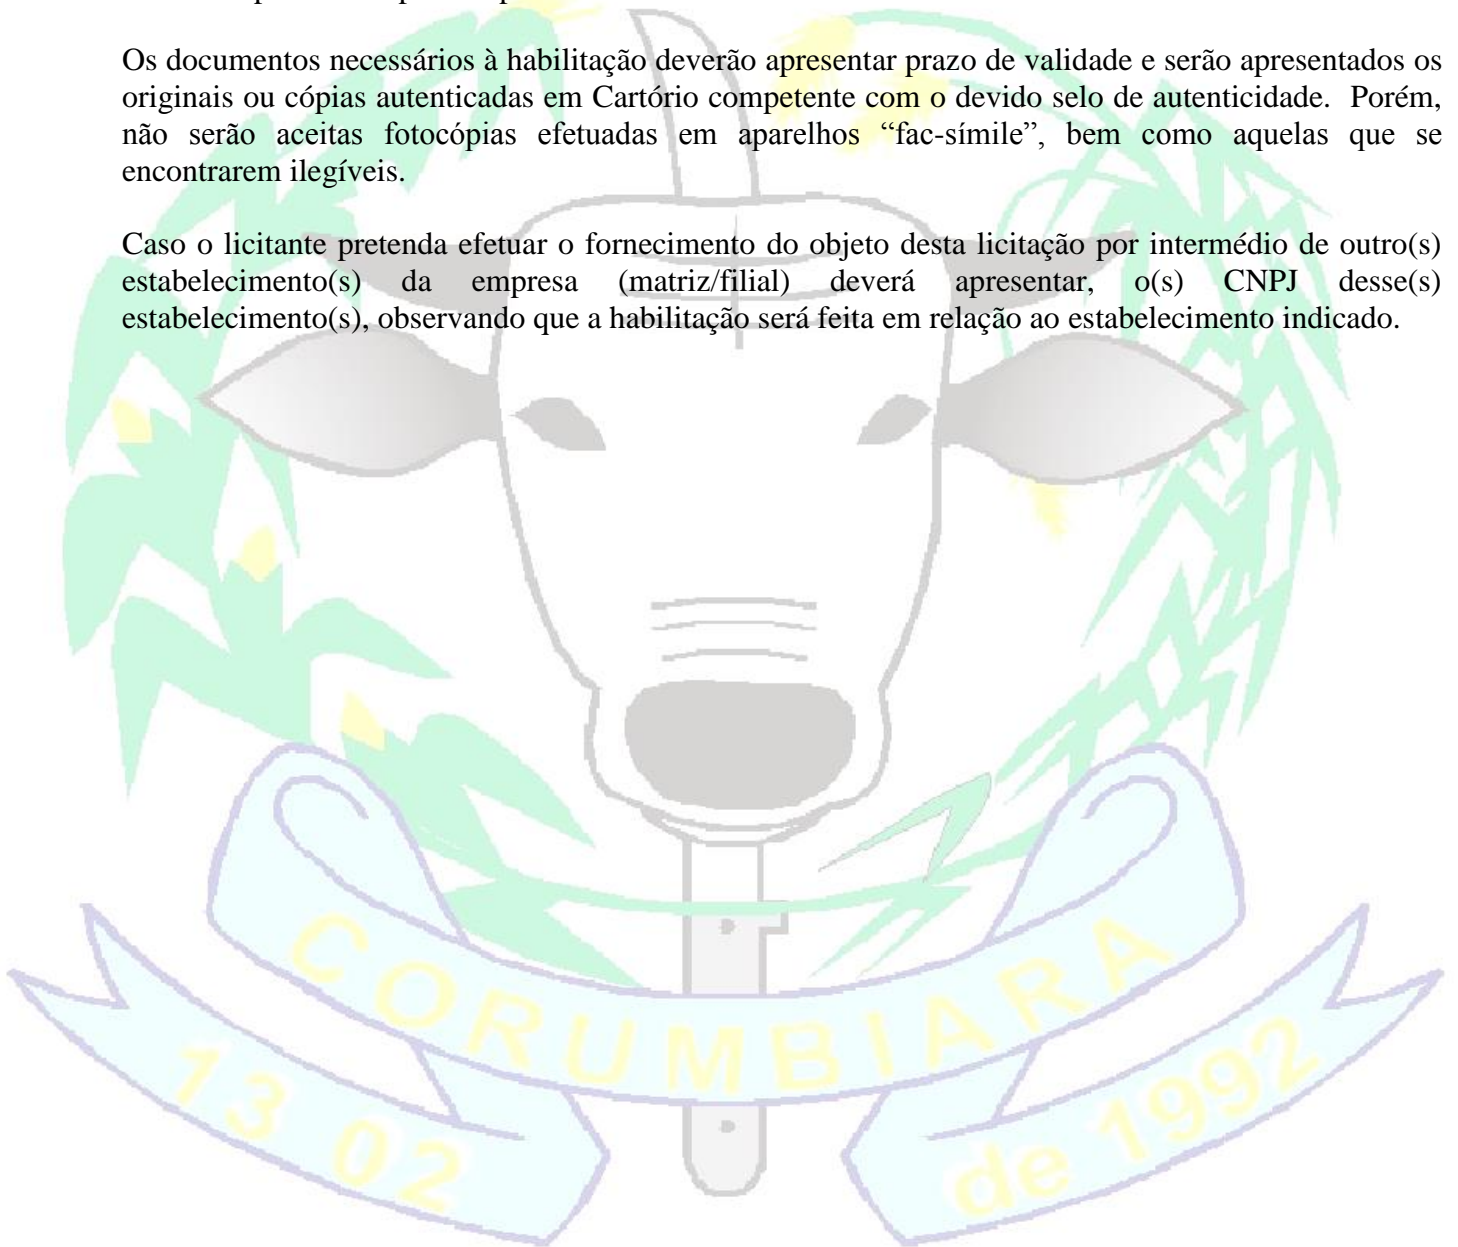 Os documentos necessários à habilitação deverão apresentar prazo de validade e serão apresentados os
originais ou cópias autenticadas em Cartório competente com o devido selo de autenticidade. Porém,
não serão aceitas fotocópias efetuadas em aparelhos “fac-símile”, bem como aquelas que se
encontrarem ilegíveis.
Caso o licitante pretenda efetuar o fornecimento do objeto desta licitação por intermédio de outro(s)
estabelecimento(s) da empresa (matriz/filial) deverá apresentar, o(s) CNPJ desse(s)
estabelecimento(s), observando que a habilitação será feita em relação ao estabelecimento indicado.
CORUMBIARA
13 02 de 1992